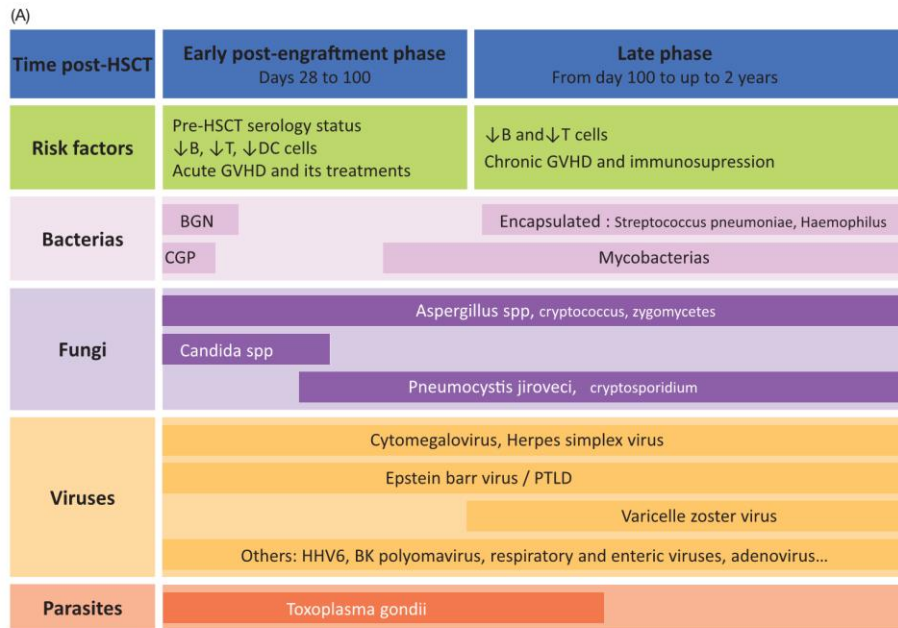 (A)
Time post-HSCT
Early post-engraftment phase
Days 28 to 100
Late phase
From day 100 to up to 2 years
Risk factors
Pre-HSCT serology status
↓B, ↓T, ↓DC cells
Acute GVHD and its treatments
↓B and↓T cells
Chronic GVHD and immunosupression
Bacterias
BGN
Encapsulated : Streptococcus pneumoniae, Haemophilus
CGP
Mycobacterias
Fungi
Aspergillus spp, cryptococcus, zygomycetes
Candida spp
Pneumocystis jiroveci, cryptosporidium
Viruses
Cytomegalovirus, Herpes simplex virus
Epstein barr virus / PTLD
Varicelle zoster virus
Others: HHV6, BK polyomavirus, respiratory and enteric viruses, adenovirus...
Parasites
Toxoplasma gondii